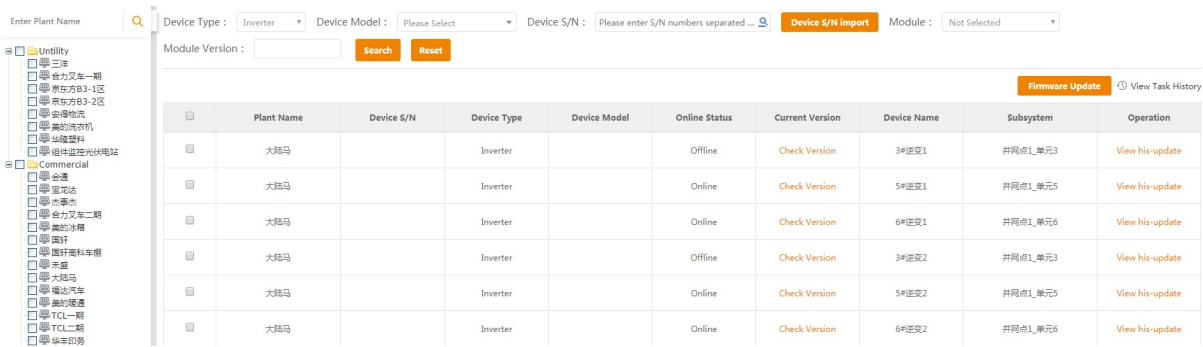 Enter Plant Name
Device Type : Inverter Device Model : Please Select Device S/N : Please enter S/N numbers separated ... Device S/N import Module : Not Selected
Module Version : Search Reset
Firmware Update View Task History
Untility
三洋
合力叉车一期
京东方B3-1区
京东方B3-2区
安得物流
美的洗衣机
华隆塑料
组件监控光伏电站
Commercial
会通
宝龙达
杰事杰
合力叉车二期
美的冰箱
国轩
国轩高科车棚
禾盛
大陆马
福达汽车
美的暖通
TCL一期
TCL二期
华丰印务
Plant Name Device S/N Device Type Device Model Online Status Current Version Device Name Subsystem Operation
大陆马 Inverter Offline Check Version 3#逆变1 并网点1_单元3 View his-update
大陆马 Inverter Online Check Version 5#逆变1 并网点1_单元5 View his-update
大陆马 Inverter Online Check Version 6#逆变1 并网点1_单元6 View his-update
大陆马 Inverter Offline Check Version 3#逆变2 并网点1_单元3 View his-update
大陆马 Inverter Online Check Version 5#逆变2 并网点1_单元5 View his-update
大陆马 Inverter Online Check Version 6#逆变2 并网点1_单元6 View his-update